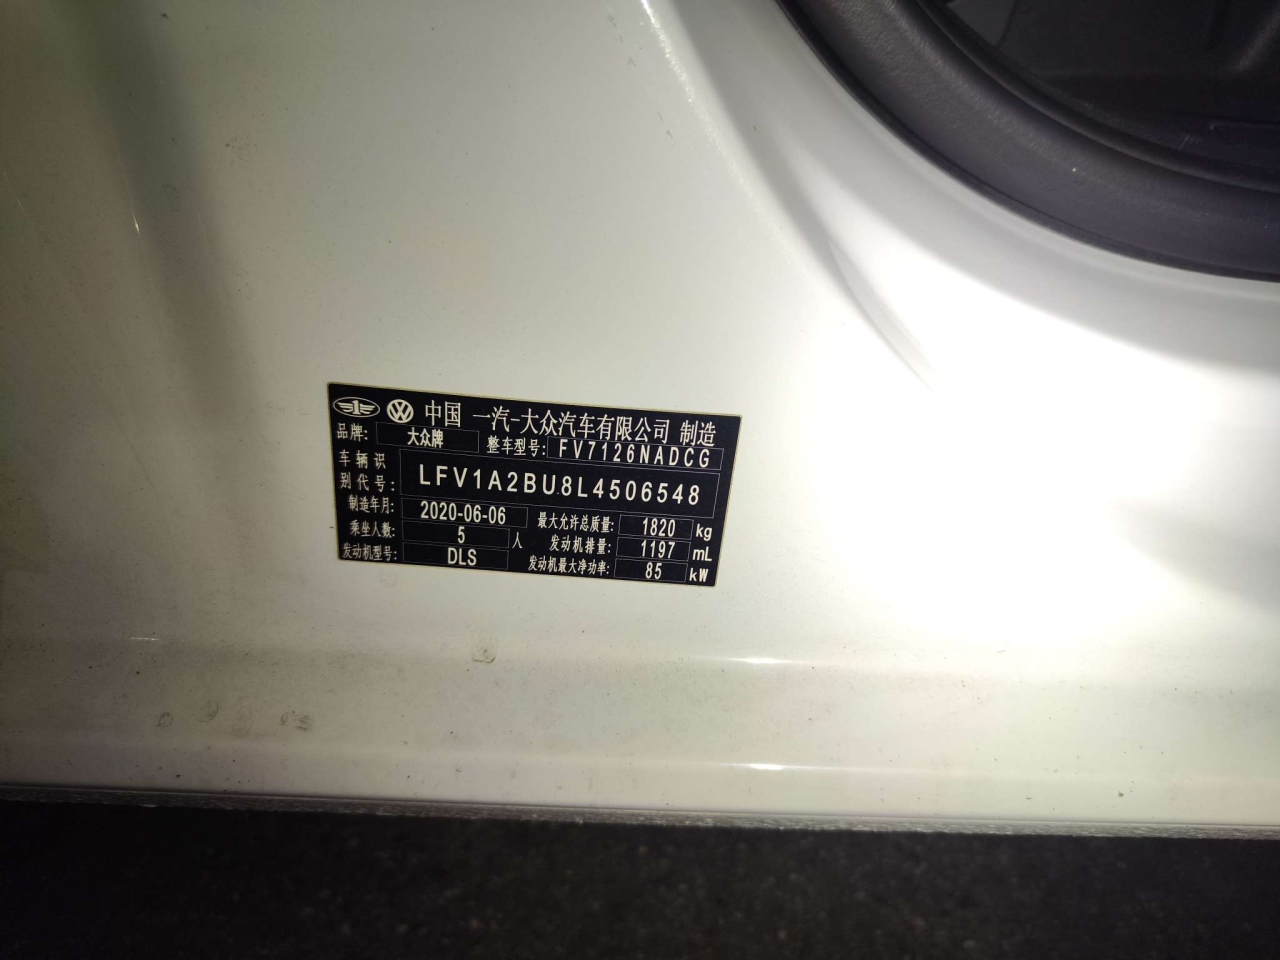 中国 一汽-大众汽车有限公司 制造
品牌: 大众牌 整车型号: FV7126NADCG
车辆识别代号: LFV1A2BU8L4506548
制造年月: 2020-06-06 最大允许总质量: 1820 kg
乘坐人数: 5 人 发动机排量: 1197 mL
发动机型号: DLS 发动机最大净功率: 85 kW